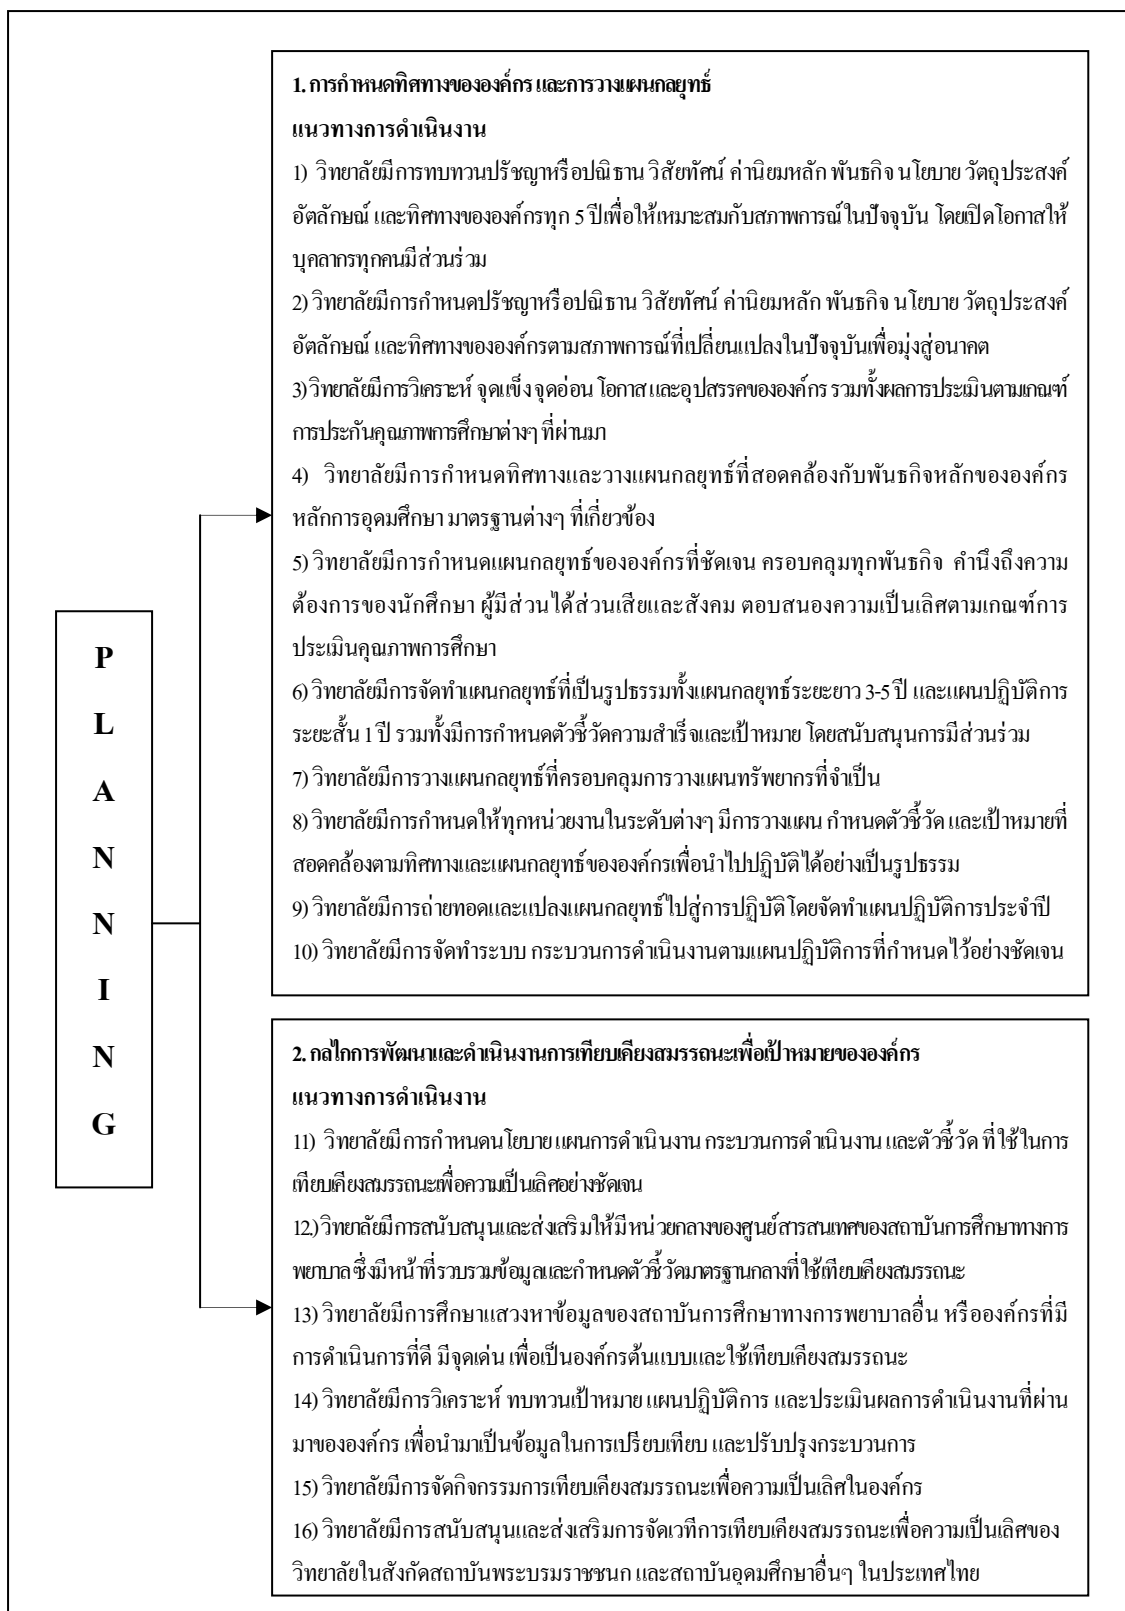 1. การกำหนดทิศทางขององค์กร และการวางแผนกลยุทธ์
แนวทางการดำเนินงาน
1) วิทยาลัยมีการทบทวนปรัชญาหรือปณิธาน วิสัยทัศน์ ค่านิยมหลัก พันธกิจ นโยบาย วัตถุประสงค์
อัตลักษณ์ และทิศทางขององค์กรทุก 5 ปีเพื่อให้เหมาะสมกับสภาพการณ์ในปัจจุบัน โดยเปิดโอกาสให้
บุคลากรทุกคนมีส่วนร่วม
2) วิทยาลัยมีการกำหนดปรัชญาหรือปณิธาน วิสัยทัศน์ ค่านิยมหลัก พันธกิจ นโยบาย วัตถุประสงค์
อัตลักษณ์ และทิศทางขององค์กรตามสภาพการณ์ที่เปลี่ยนแปลงในปัจจุบันเพื่อมุ่งสู่อนาคต
3) วิทยาลัยมีการวิเคราะห์ จุดแข็ง จุดอ่อน โอกาส และอุปสรรคขององค์กร รวมทั้งผลการประเมินตามเกณฑ์
การประกันคุณภาพการศึกษาต่างๆ ที่ผ่านมา
4) วิทยาลัยมีการกำหนดทิศทางและวางแผนกลยุทธ์ที่สอดคล้องกับพันธกิจหลักขององค์กร
หลักการอุดมศึกษา มาตรฐานต่างๆ ที่เกี่ยวข้อง
5) วิทยาลัยมีการกำหนดแผนกลยุทธ์ขององค์กรที่ชัดเจน ครอบคลุมทุกพันธกิจ คำนึงถึงความ
ต้องการของนักศึกษา ผู้มีส่วนได้ส่วนเสียและสังคม ตอบสนองความเป็นเลิศตามเกณฑ์การ
ประเมินคุณภาพการศึกษา
6) วิทยาลัยมีการจัดทำแผนกลยุทธ์ที่เป็นรูปธรรมทั้งแผนกลยุทธ์ระยะยาว 3-5 ปี และแผนปฏิบัติการ
ระยะสั้น 1 ปี รวมทั้งมีการกำหนดตัวชี้วัดความสำเร็จและเป้าหมาย โดยสนับสนุนการมีส่วนร่วม
7) วิทยาลัยมีการวางแผนกลยุทธ์ที่ครอบคลุมการวางแผนทรัพยากรที่จำเป็น
8) วิทยาลัยมีการกำหนดให้ทุกหน่วยงานในระดับต่างๆ มีการวางแผน กำหนดตัวชี้วัด และเป้าหมายที่
สอดคล้องตามทิศทางและแผนกลยุทธ์ขององค์กรเพื่อนำไปปฏิบัติได้อย่างเป็นรูปธรรม
9) วิทยาลัยมีการถ่ายทอดและแปลงแผนกลยุทธ์ไปสู่การปฏิบัติโดยจัดทำแผนปฏิบัติการประจำปี
10) วิทยาลัยมีการจัดทำระบบ กระบวนการดำเนินงานตามแผนปฏิบัติการที่กำหนดไว้อย่างชัดเจน
P
L
A
N
N
I
N
G
2. กลไกการพัฒนาและดำเนินงานการเทียบเคียงสมรรถนะเพื่อเป้าหมายขององค์กร
แนวทางการดำเนินงาน
11) วิทยาลัยมีการกำหนดนโยบาย แผนการดำเนินงาน กระบวนการดำเนินงาน และตัวชี้วัด ที่ใช้ในการ
เทียบเคียงสมรรถนะเพื่อความเป็นเลิศอย่างชัดเจน
12.) วิทยาลัยมีการสนับสนุนและส่งเสริมให้มีหน่วยกลางของศูนย์สารสนเทศของสถาบันการศึกษาทางการ
พยาบาล ซึ่งมีหน้าที่รวบรวมข้อมูลและกำหนดตัวชี้วัดมาตรฐานกลางที่ใช้เทียบเคียงสมรรถนะ
13) วิทยาลัยมีการศึกษาแสวงหาข้อมูลของสถาบันการศึกษาทางการพยาบาลอื่น หรือองค์กรที่มี
การดำเนินการที่ดี มีจุดเด่น เพื่อเป็นองค์กรต้นแบบและใช้เทียบเคียงสมรรถนะ
14) วิทยาลัยมีการวิเคราะห์ ทบทวนเป้าหมาย แผนปฏิบัติการ และประเมินผลการดำเนินงานที่ผ่าน
มาขององค์กร เพื่อนำมาเป็นข้อมูลในการเปรียบเทียบ และปรับปรุงกระบวนการ
15) วิทยาลัยมีการจัดกิจกรรมการเทียบเคียงสมรรถนะเพื่อความเป็นเลิศในองค์กร
16) วิทยาลัยมีการสนับสนุนและส่งเสริมการจัดเวทีการเทียบเคียงสมรรถนะเพื่อความเป็นเลิศของ
วิทยาลัยในสังกัดสถาบันพระบรมราชชนก และสถาบันอุดมศึกษาอื่นๆ ในประเทศไทย